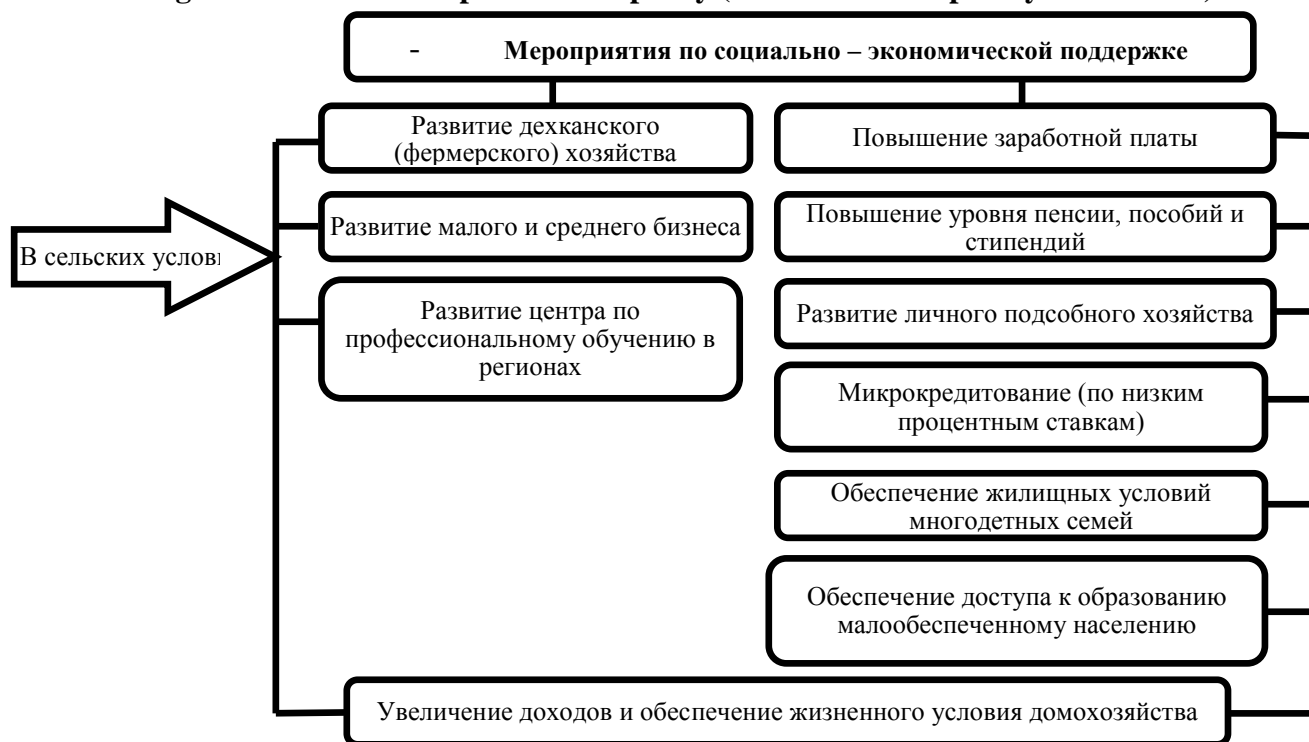 - Мероприятия по социально – экономической поддержке
Развитие дехканского
(фермерского) хозяйства
Повышение заработной платы
Развитие малого и среднего бизнеса
Повышение уровня пенсии, пособий и
стипендий
В сельских
Развитие центра по
профессиональному обучению в
регионах
Развитие личного подсобного хозяйства
Микрокредитование (по низким
процентным ставкам)
Обеспечение жилищных условий
многодетных семей
Обеспечение доступа к образованию
малообеспеченному населению
Увеличение доходов и обеспечение жизненного условия домохозяйства